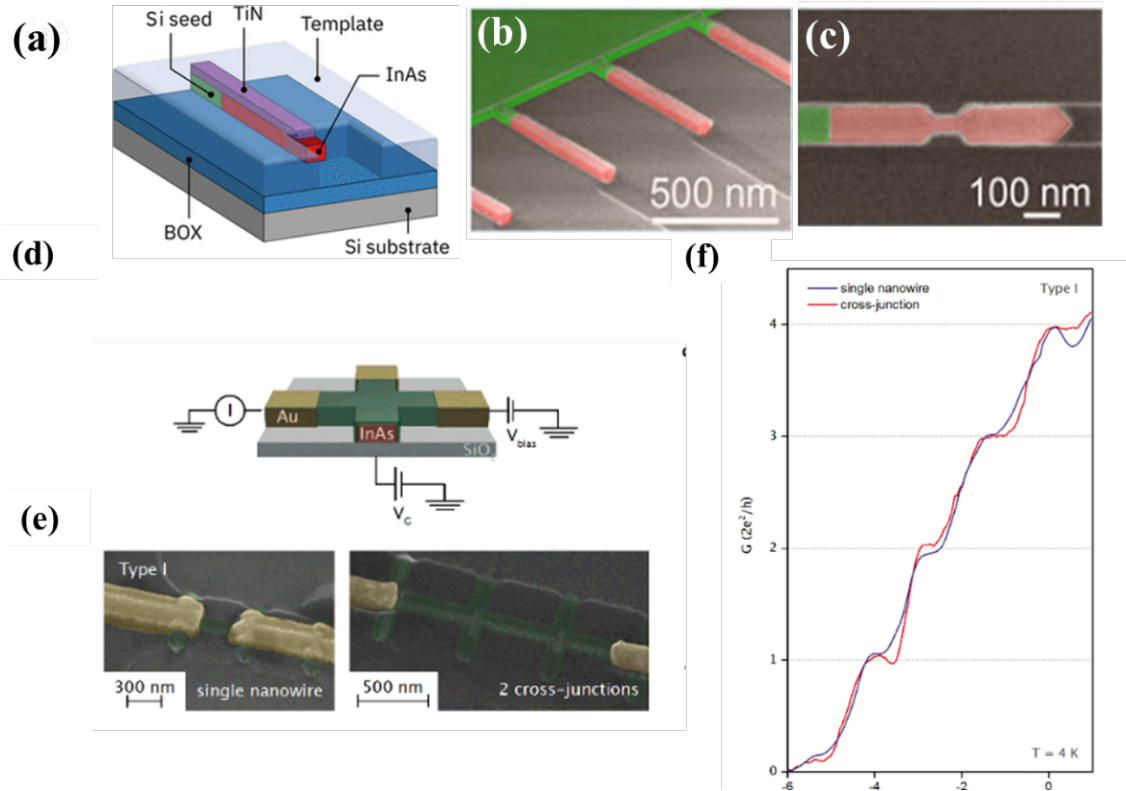 (a)
Si seed
TiN
Template
InAs
BOX
Si substrate
(b)
500 nm
(c)
100 nm
(d)
I
Au
InAs
SiO2
Vbias
VG
(e)
Type I
300 nm
single nanowire
500 nm
2 cross-junctions
(f)
single nanowire
cross-junction
Type I
4
3
2
1
0
G (2e²/h)
T = 4 K
-6
-4
-2
0